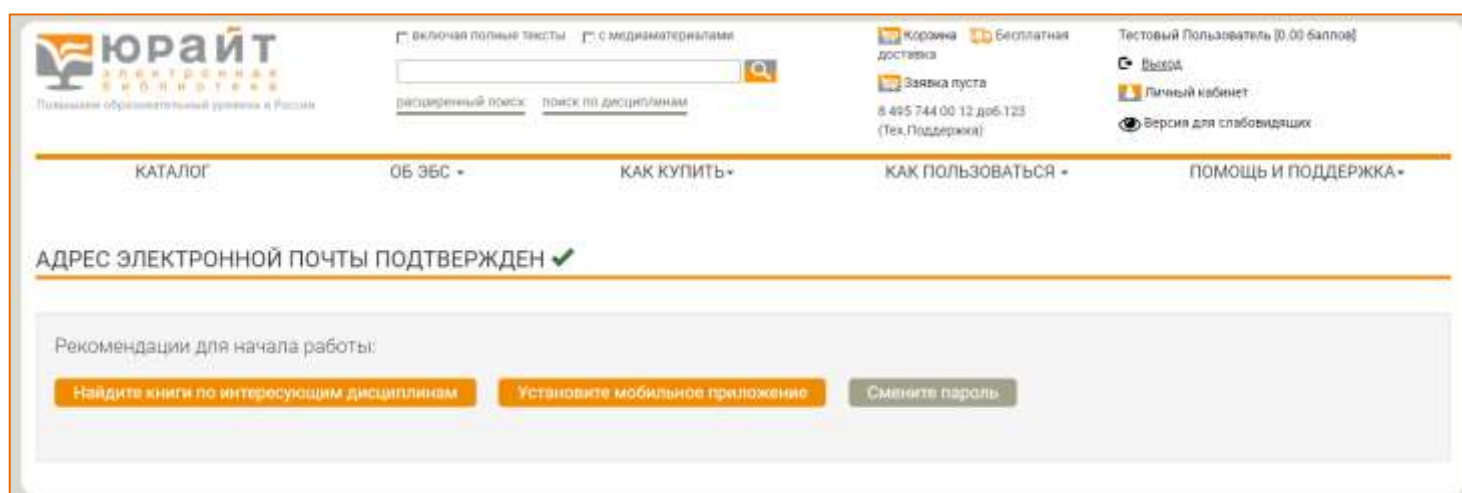 ЮРАЙТ
электронная
библиотека
Повышаем образовательный уровень в России
включая полные тексты с медиаматериалами
расширенный поиск поиск по дисциплинам
Корзина Бесплатная
доставка
Заявка пуста
8 495 744 00 12 доб.123
(Тех.Поддержка)
Тестовый Пользователь [0.00 баллов]
Выход
Личный кабинет
Версия для слабовидящих
КАТАЛОГ ОБ ЭБС КАК КУПИТЬ КАК ПОЛЬЗОВАТЬСЯ ПОМОЩЬ И ПОДДЕРЖКА
АДРЕС ЭЛЕКТРОННОЙ ПОЧТЫ ПОДТВЕРЖДЕН
Рекомендации для начала работы:
Найдите книги по интересующим дисциплинам Установите мобильное приложение Смените пароль